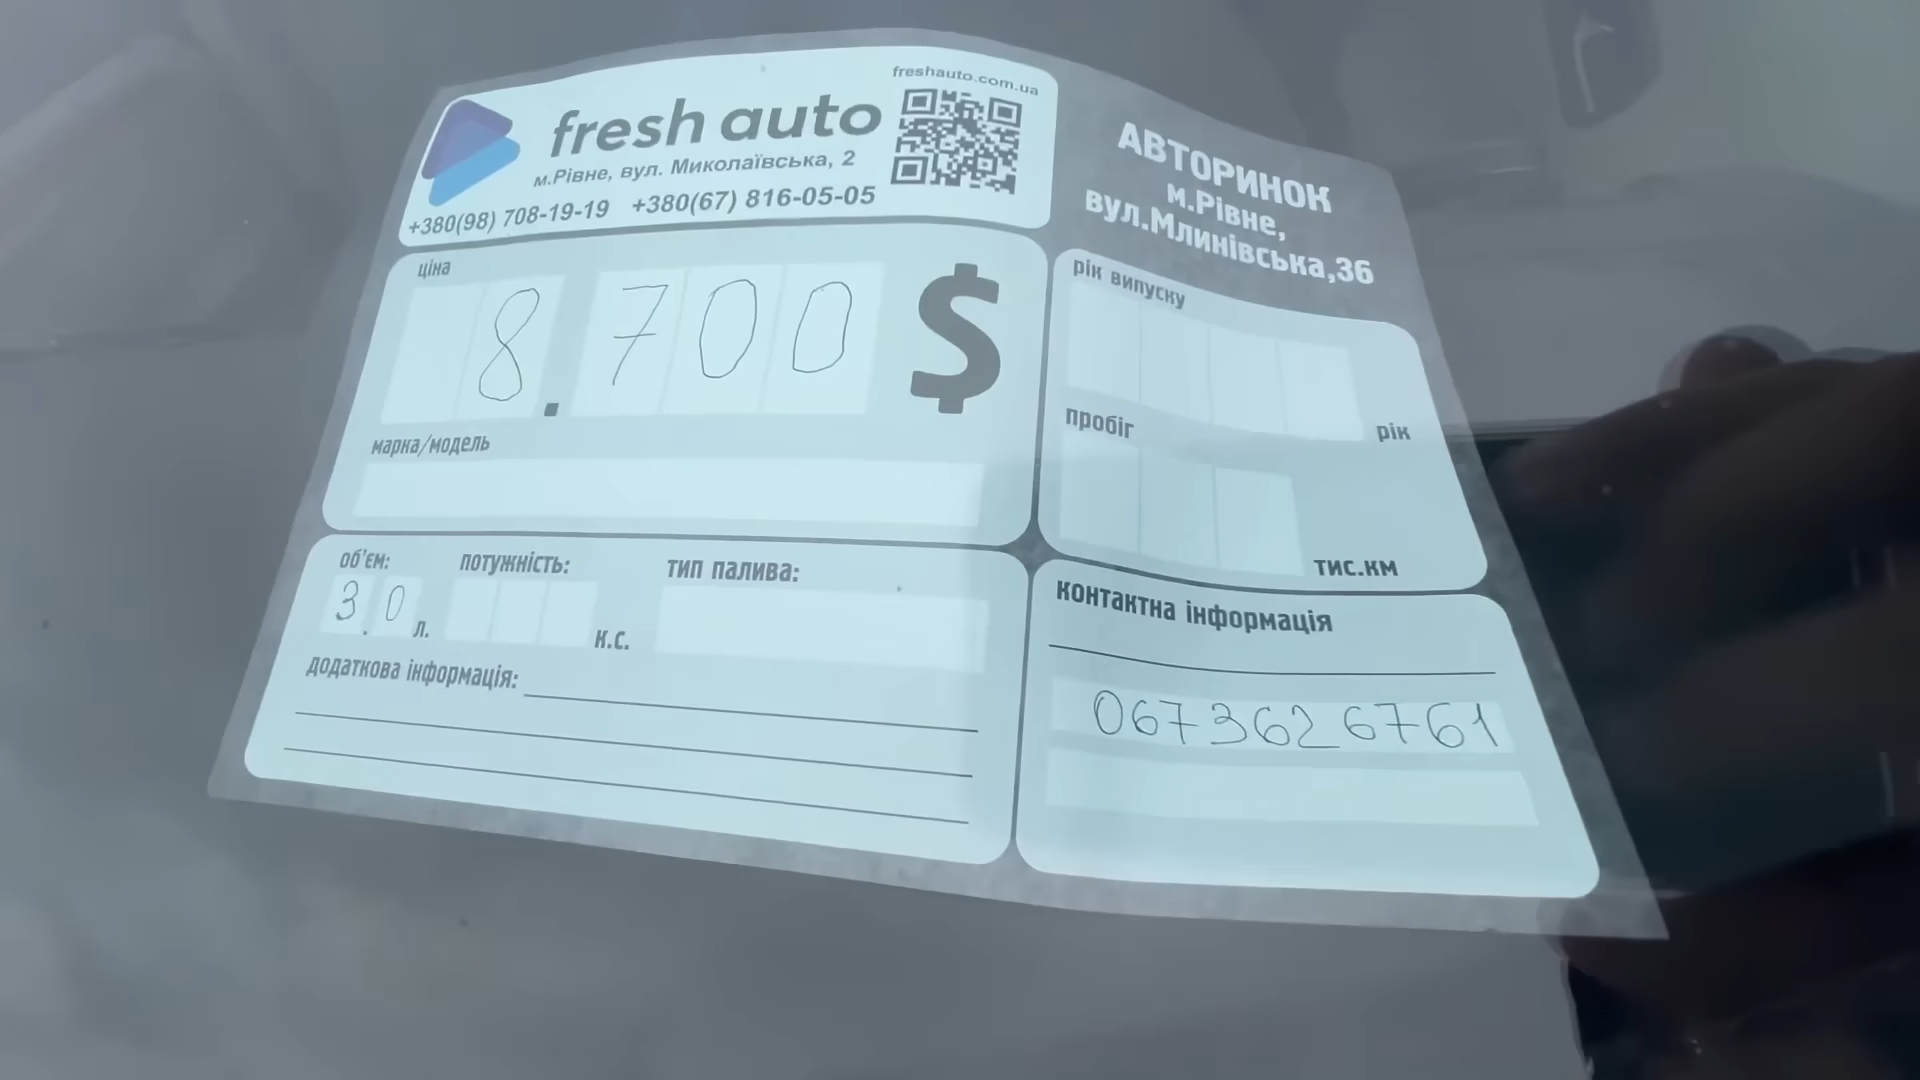 freshauto.com.ua
fresh auto
м.Рівне, вул. Миколаївська, 2
+380(98) 708-19-19 +380(67) 816-05-05
АВТОРИНОК
м.Рівне,
вул.Млинівська,36
ціна
8.700 $
марка/модель
рік випуску
рік
пробіг
тис.км
об'єм:
3.0 л.
потужність:
к.с.
тип палива:
додаткова інформація:
контактна інформація
0673626761